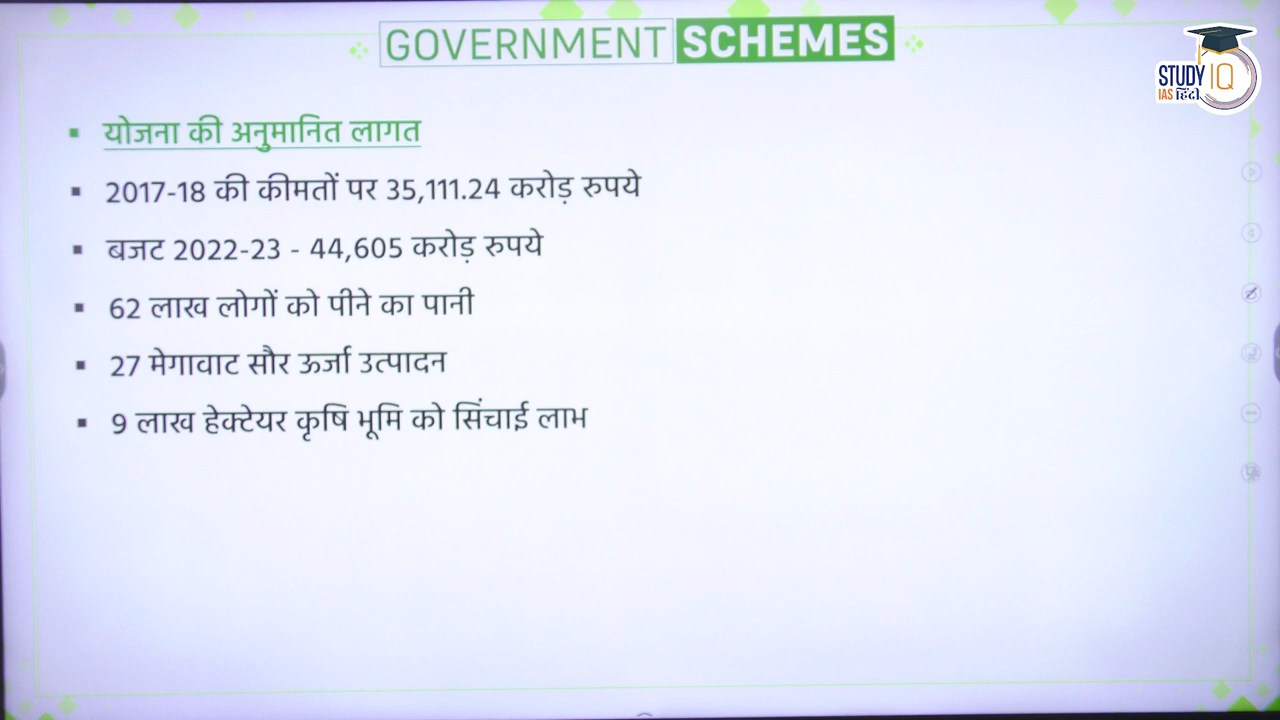 GOVERNMENT SCHEMES
STUDY IQ
IAS हिंदी
योजना की अनुमानित लागत
2017-18 की कीमतों पर 35,111.24 करोड़ रुपये
बजट 2022-23 - 44,605 करोड़ रुपये
62 लाख लोगों को पीने का पानी
27 मेगावाट सौर ऊर्जा उत्पादन
9 लाख हेक्टेयर कृषि भूमि को सिंचाई लाभ